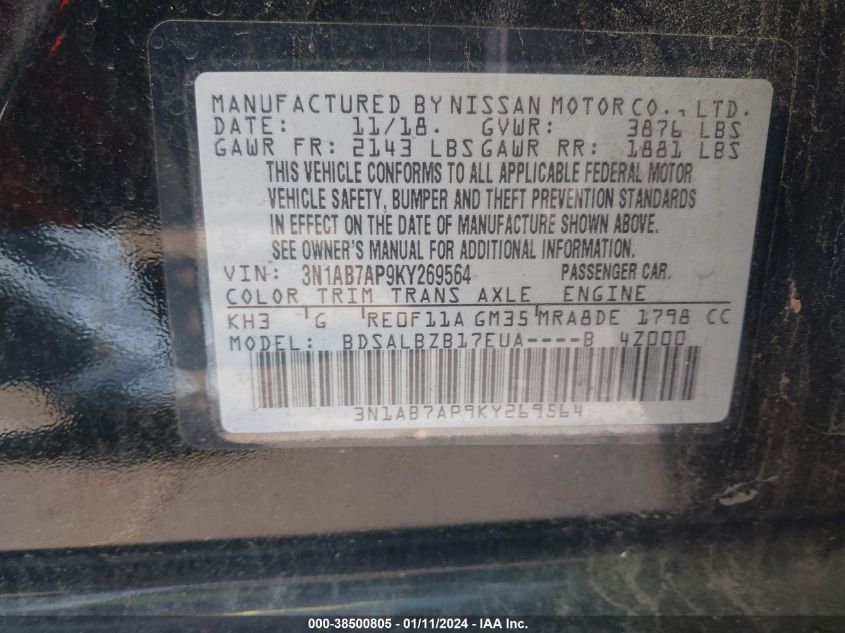 MANUFACTURED BY NISSAN MOTOR CO., LTD.
DATE: 11/18. GVWR: 3876 LBS
GAWR FR: 2143 LBS GAWR RR: 1881 LBS
THIS VEHICLE CONFORMS TO ALL APPLICABLE FEDERAL MOTOR
VEHICLE SAFETY, BUMPER AND THEFT PREVENTION STANDARDS
IN EFFECT ON THE DATE OF MANUFACTURE SHOWN ABOVE.
SEE OWNER'S MANUAL FOR ADDITIONAL INFORMATION.
VIN: 3N1AB7AP9KY269564 PASSENGER CAR.
COLOR TRIM TRANS AXLE ENGINE
KH3 G RE0F11A GM35 MRA8DE 1798 CC
MODEL: BDSALBZB17EUA----B 4Z000
3N1AB7AP9KY269564
000-38500805 - 01/11/2024 - IAA Inc.